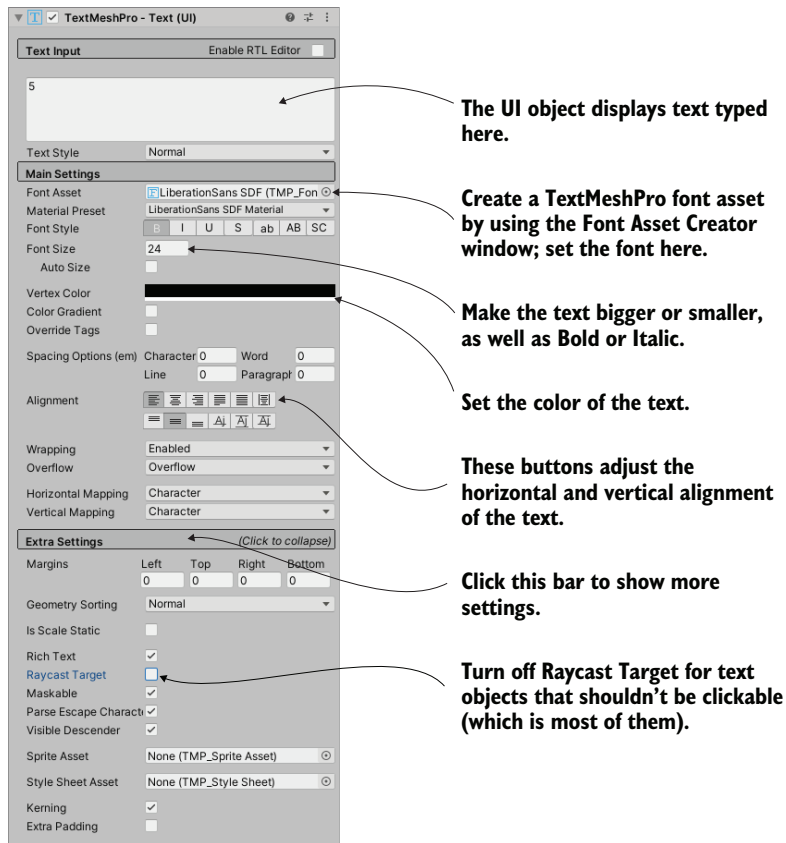 TextMeshPro - Text (UI)
Text Input Enable RTL Editor
5
Text Style Normal
Main Settings
Font Asset LiberationSans SDF (TMP_Fon
Material Preset LiberationSans SDF Material
Font Style B I U S ab AB SC
Font Size 24
Auto Size
Vertex Color
Color Gradient
Override Tags
Spacing Options (em) Character 0 Word 0
Line 0 Paragraph 0
Alignment
Wrapping Enabled
Overflow Overflow
Horizontal Mapping Character
Vertical Mapping Character
Extra Settings (Click to collapse)
Margins Left Top Right Bottom
0 0 0 0
Geometry Sorting Normal
Is Scale Static
Rich Text
Raycast Target
Maskable
Parse Escape Characte
Visible Descender
Sprite Asset None (TMP_Sprite Asset)
Style Sheet Asset None (TMP_Style Sheet)
Kerning
Extra Padding
The UI object displays text typed
here.
Create a TextMeshPro font asset
by using the Font Asset Creator
window; set the font here.
Make the text bigger or smaller,
as well as Bold or Italic.
Set the color of the text.
These buttons adjust the
horizontal and vertical alignment
of the text.
Click this bar to show more
settings.
Turn off Raycast Target for text
objects that shouldn’t be clickable
(which is most of them).